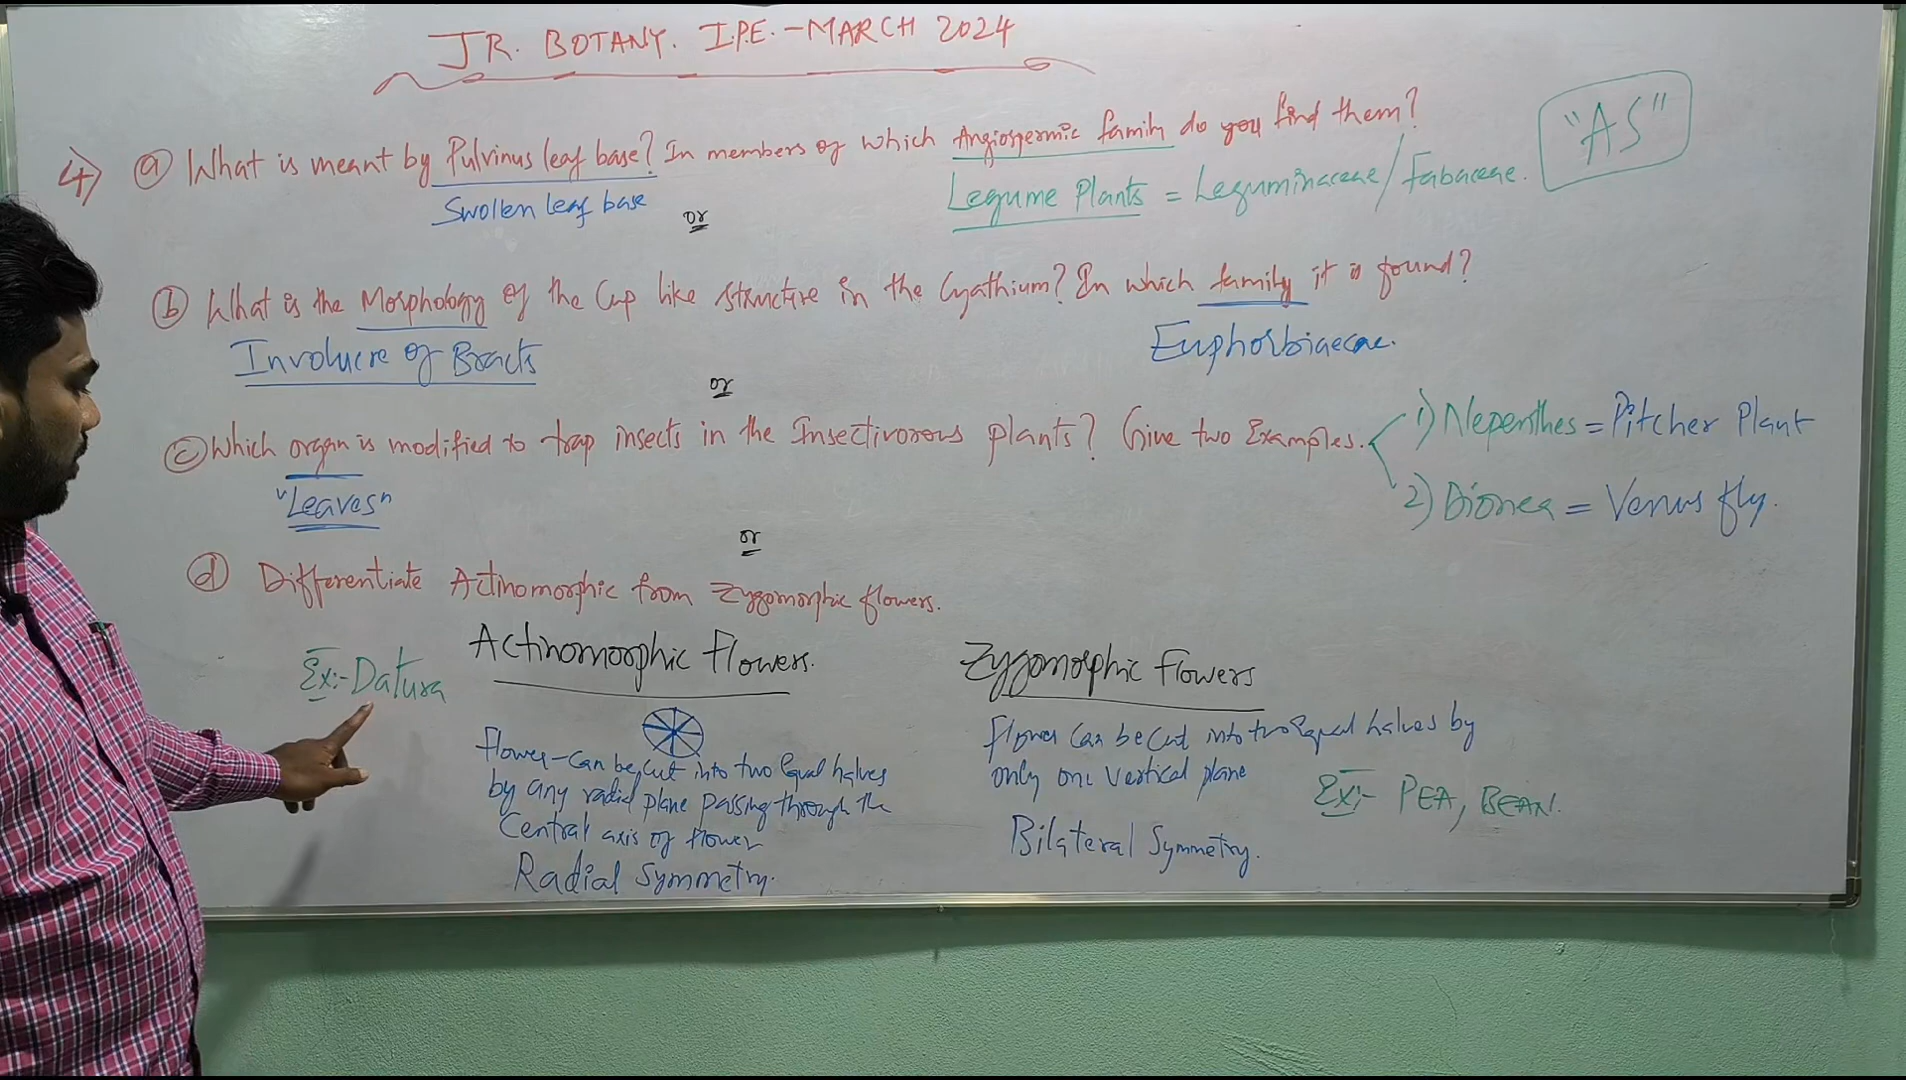 JR. BOTANY. I.P.E. - MARCH 2024
"AS"
4) a) What is meant by Pulvinus leaf base? In members of which Angiospermic family do you find them?
Swollen leaf base
Legume Plants = Leguminaceae/Fabaceae.
or
b) What is the Morphology of the Cup like structure in the Cyathium? In which family it is found?
Involucre of Bracts
Euphorbiaceae.
or
c) Which organ is modified to trap insects in the Insectivorous plants? Give two Examples.
"Leaves"
1) Nepenthes = Pitcher Plant
2) Dionea = Venus fly.
or
d) Differentiate Actinomorphic from Zygomorphic flowers.
Ex:- Datura
Actinomorphic flowers.
Flower-can be cut into two Equal halves
by any radial plane passing through the
Central axis of flower
Radial Symmetry.
Zygomorphic flowers
flower can be cut into two Equal halves by
only one vertical plane
Bilateral Symmetry.
Ex:- PEA, BEAN.